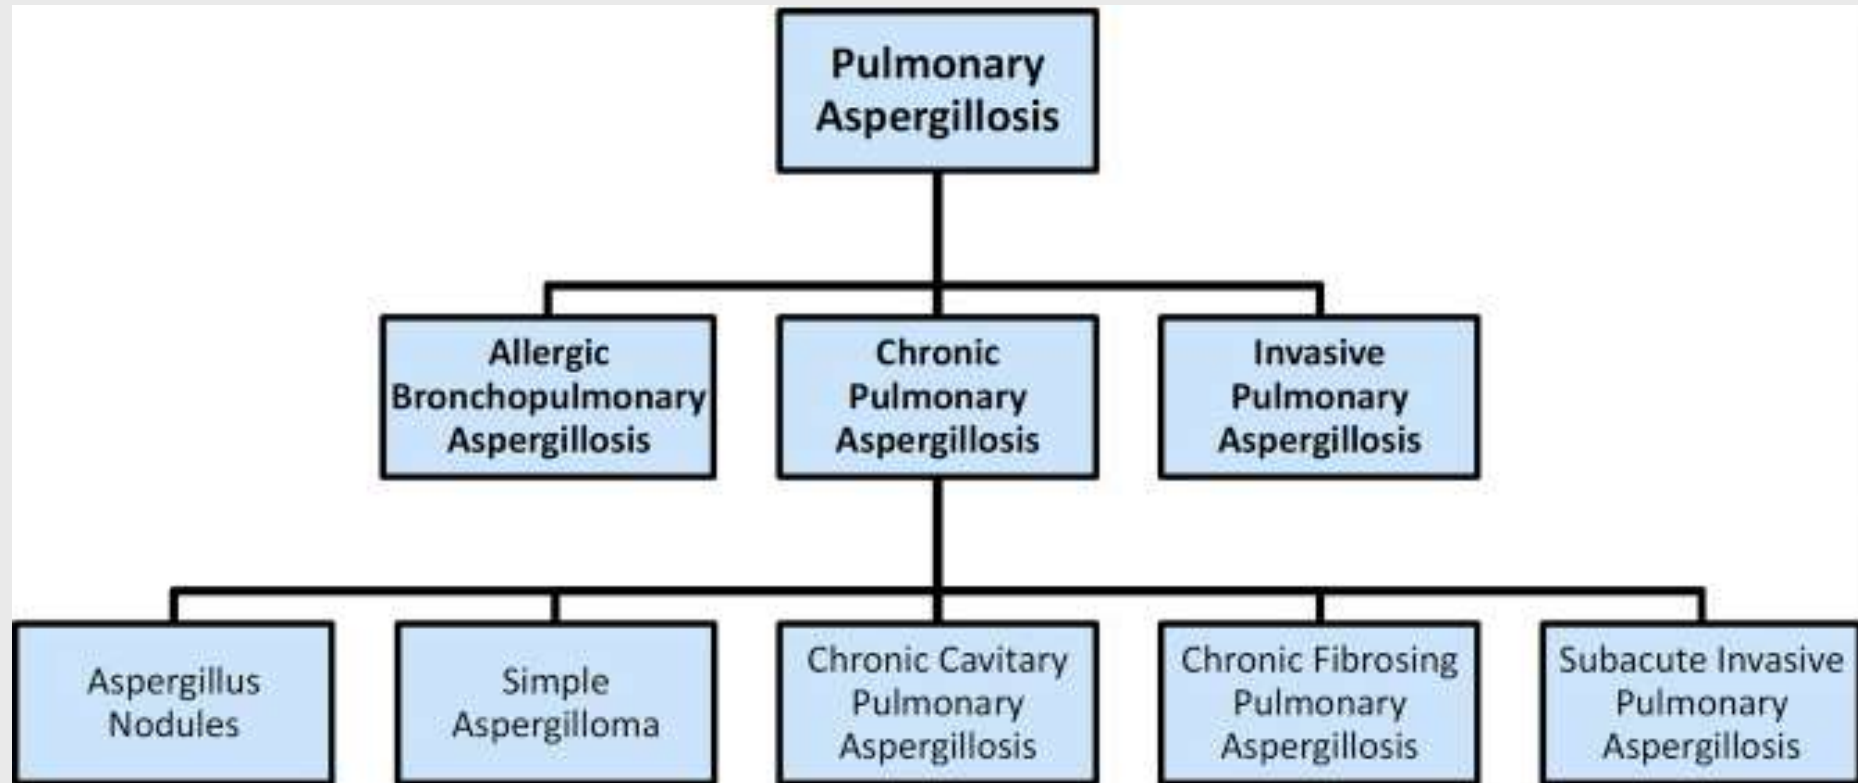 Pulmonary
Aspergillosis
Allergic
Bronchopulmonary
Aspergillosis
Chronic
Pulmonary
Aspergillosis
Invasive
Pulmonary
Aspergillosis
Aspergillus
Nodules
Simple
Aspergilloma
Chronic Cavitary
Pulmonary
Aspergillosis
Chronic Fibrosing
Pulmonary
Aspergillosis
Subacute Invasive
Pulmonary
Aspergillosis